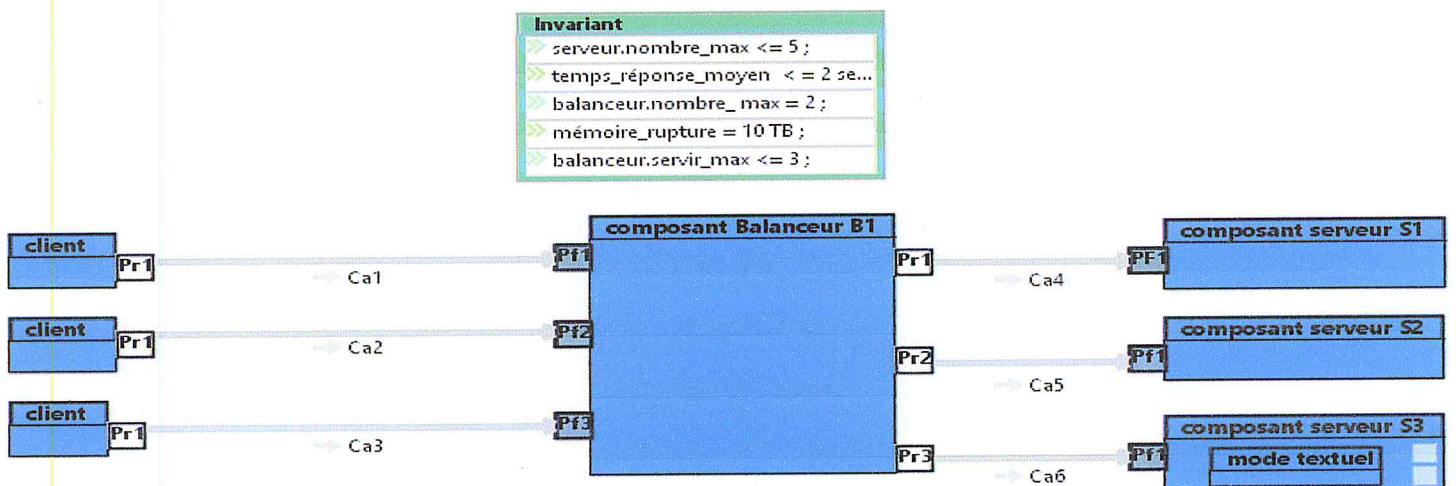 Invariant
serveur.nombre_max <= 5 ;
temps_réponse_moyen < = 2 se...
balanceur.nombre_ max = 2 ;
mémoire_rupture = 10 TB ;
balanceur.servir_max <= 3 ;
composant Balanceur B1
composant serveur S1
client
Pr1
Ca1
Pf1
Pr1
Ca4
PF1
client
Pr1
Ca2
Pf2
composant serveur S2
Pr2
Ca5
Pf1
client
Pr1
Ca3
Pf3
composant serveur S3
Pr3
Ca6
Pf1
mode textuel